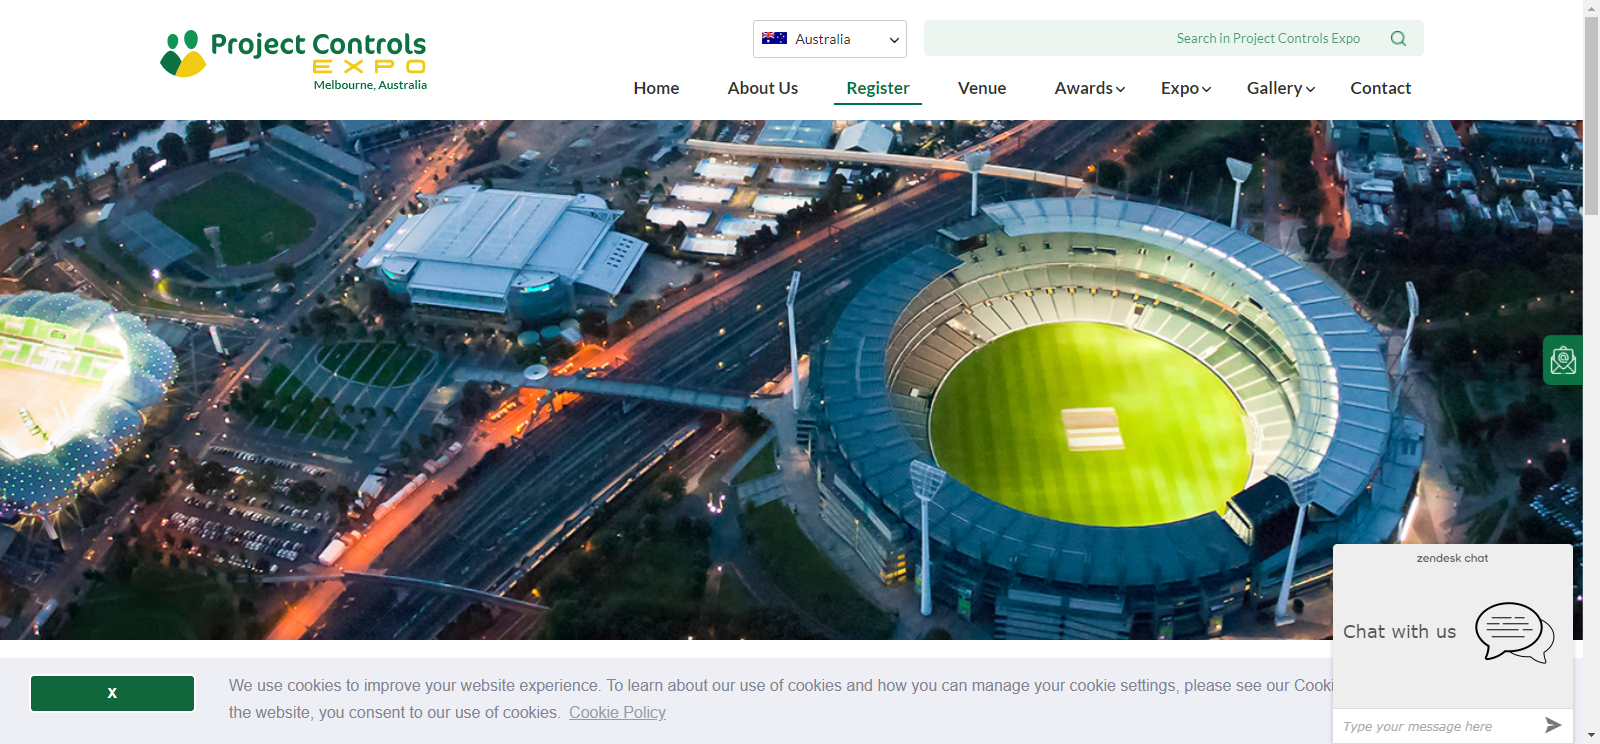 Project Controls
EXPO
Melbourne, Australia
Australia
Search in Project Controls Expo
Home
About Us
Register
Venue
Awards
Expo
Gallery
Contact
zendesk chat
Chat with us
Type your message here
X
We use cookies to improve your website experience. To learn about our use of cookies and how you can manage your cookie settings, please see our Cooki
the website, you consent to our use of cookies. Cookie Policy